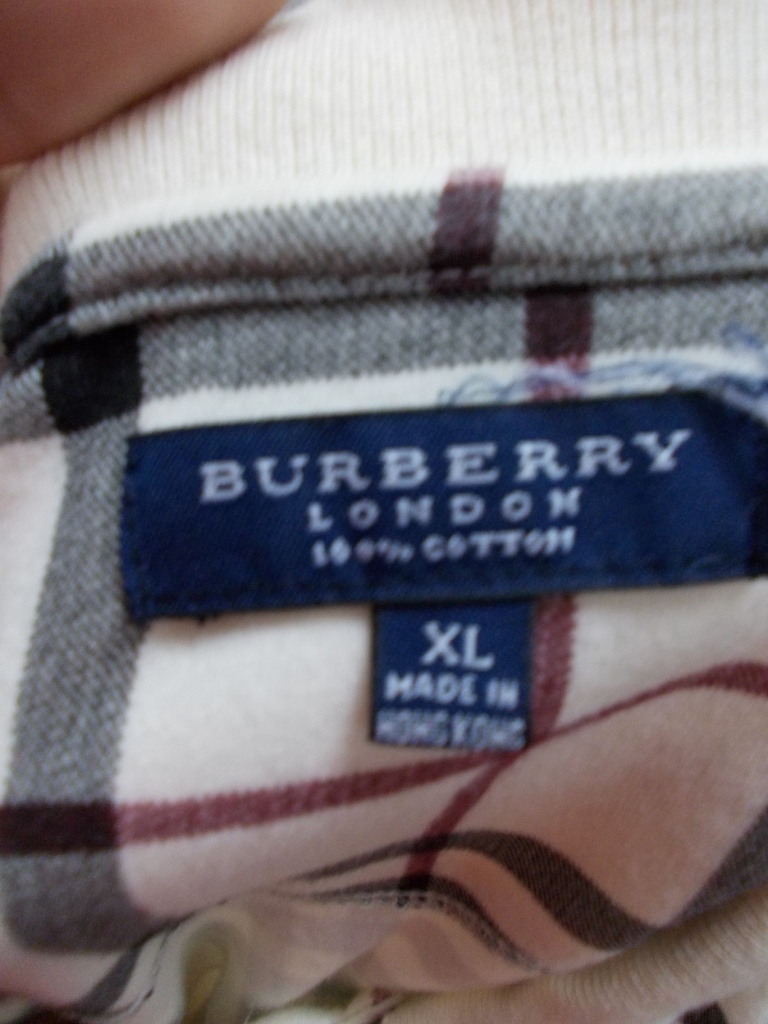 BURBERRY
LONDON
100% COTTON
XL
MADE IN
HONG KONG